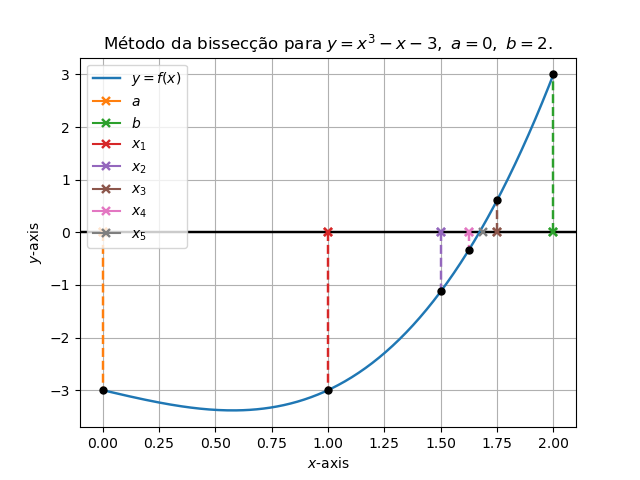 Método da bissecção para y = x³ − x − 3, a = 0, b = 2.
y = f(x)
a
b
x₁
x₂
x₃
x₄
x₅
3
2
1
0
−1
−2
−3
y-axis
0.00 0.25 0.50 0.75 1.00 1.25 1.50 1.75 2.00
x-axis